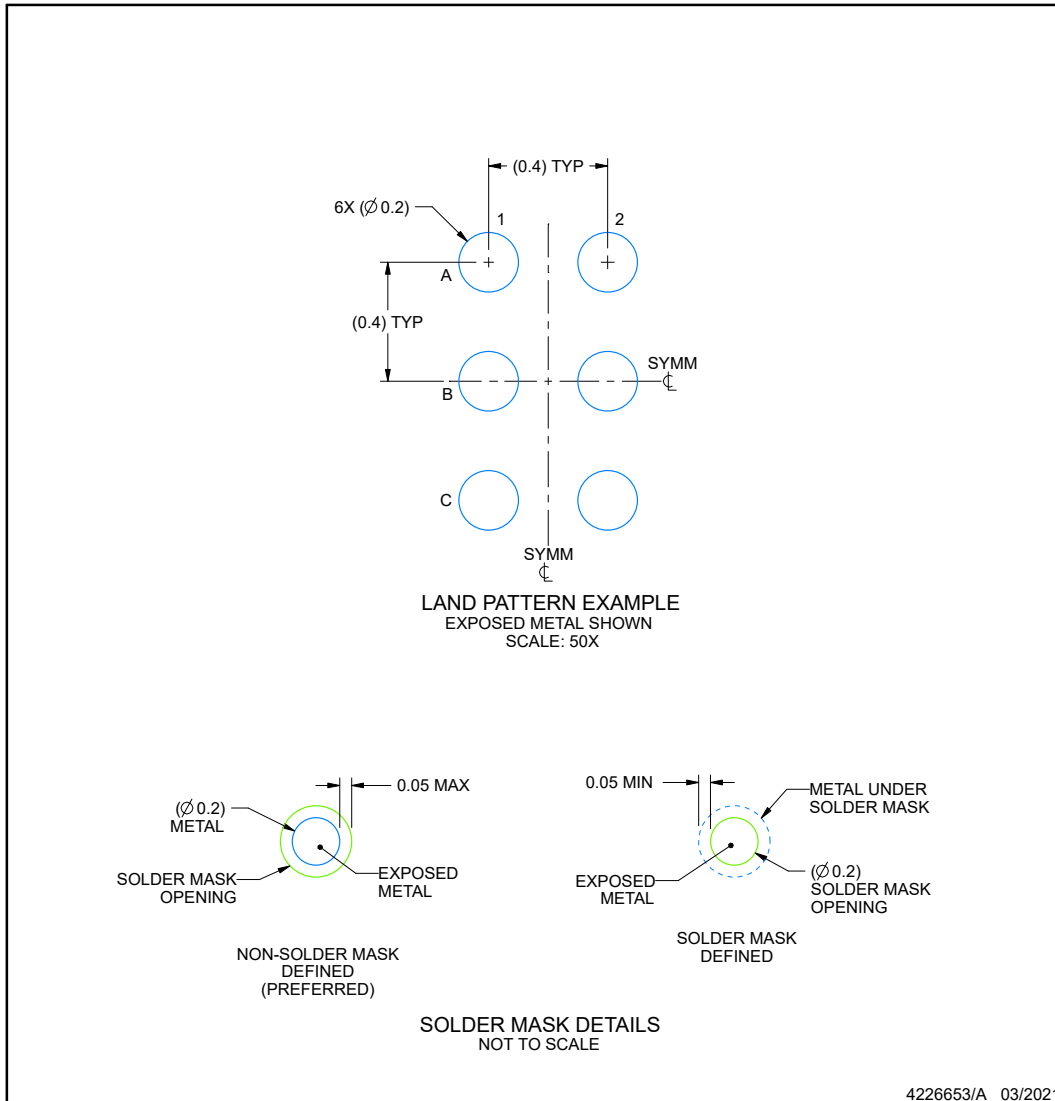 (0.4) TYP
6X (Ø 0.2)
1
2
A
(0.4) TYP
SYMM
B
C
SYMM
LAND PATTERN EXAMPLE
EXPOSED METAL SHOWN
SCALE: 50X
0.05 MAX
(Ø 0.2)
METAL
SOLDER MASK
OPENING
EXPOSED
METAL
NON-SOLDER MASK
DEFINED
(PREFERRED)
0.05 MIN
METAL UNDER
SOLDER MASK
EXPOSED
METAL
(Ø 0.2)
SOLDER MASK
OPENING
SOLDER MASK
DEFINED
SOLDER MASK DETAILS
NOT TO SCALE
4226653/A 03/2021